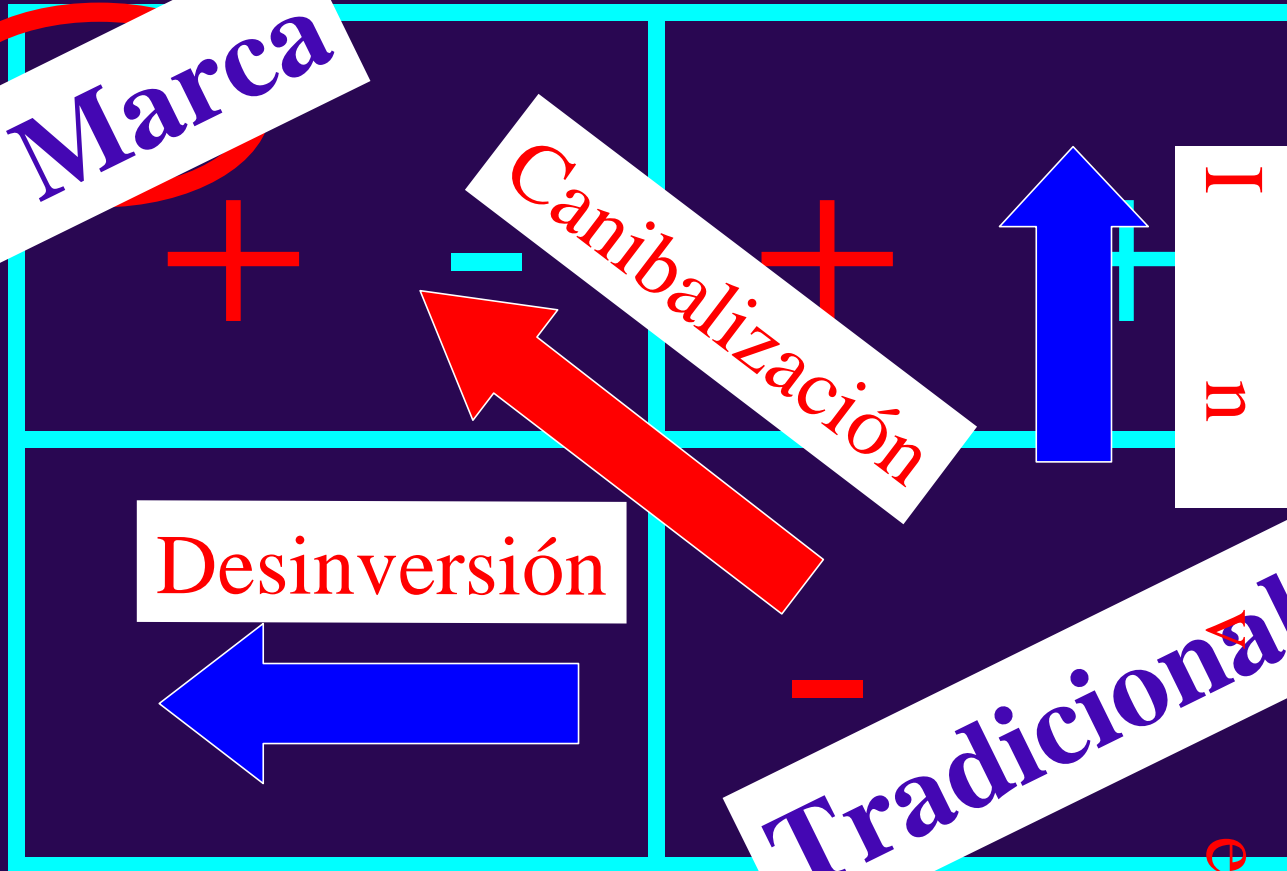 Marca
Canibalización
I
n
v
e
Desinversión
Tradicional